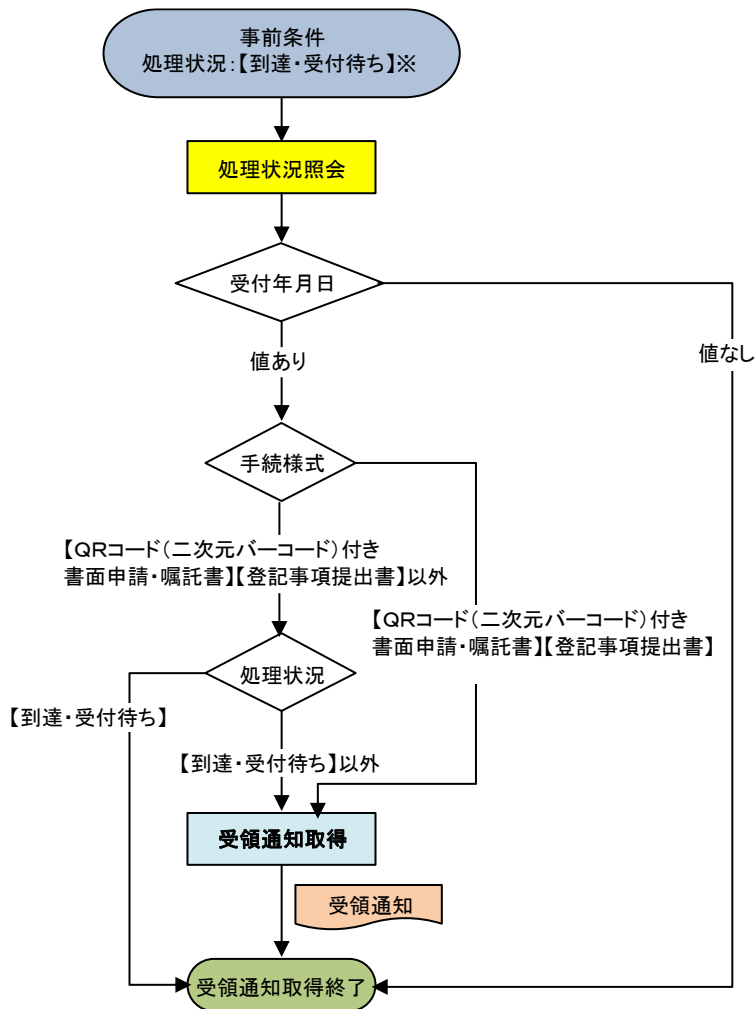 事前条件
処理状況:【到達・受付待ち】※
処理状況照会
受付年月日
値あり
値なし
手続様式
【QRコード(二次元バーコード)付き
書面申請・嘱託書】【登記事項提出書】以外
【QRコード(二次元バーコード)付き
書面申請・嘱託書】【登記事項提出書】
処理状況
【到達・受付待ち】
【到達・受付待ち】以外
受領通知取得
受領通知
受領通知取得終了